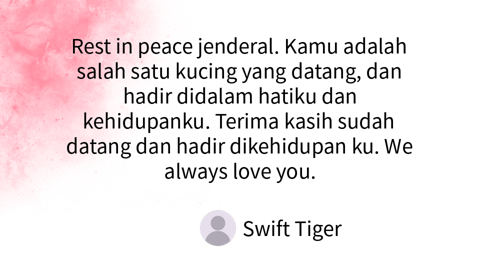 Rest in peace jenderal. Kamu adalah
salah satu kucing yang datang, dan
hadir didalam hatiku dan
kehidupanku. Terima kasih sudah
datang dan hadir dikehidupan ku. We
always love you.
Swift Tiger